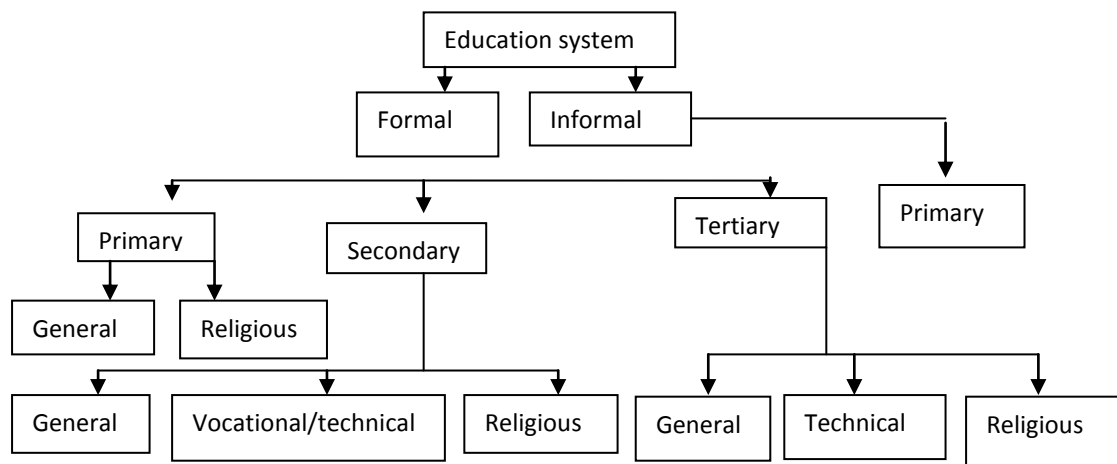 Education system
Formal
Informal
Primary
Primary
Secondary
Tertiary
General
Religious
General
Vocational/technical
Religious
General
Technical
Religious